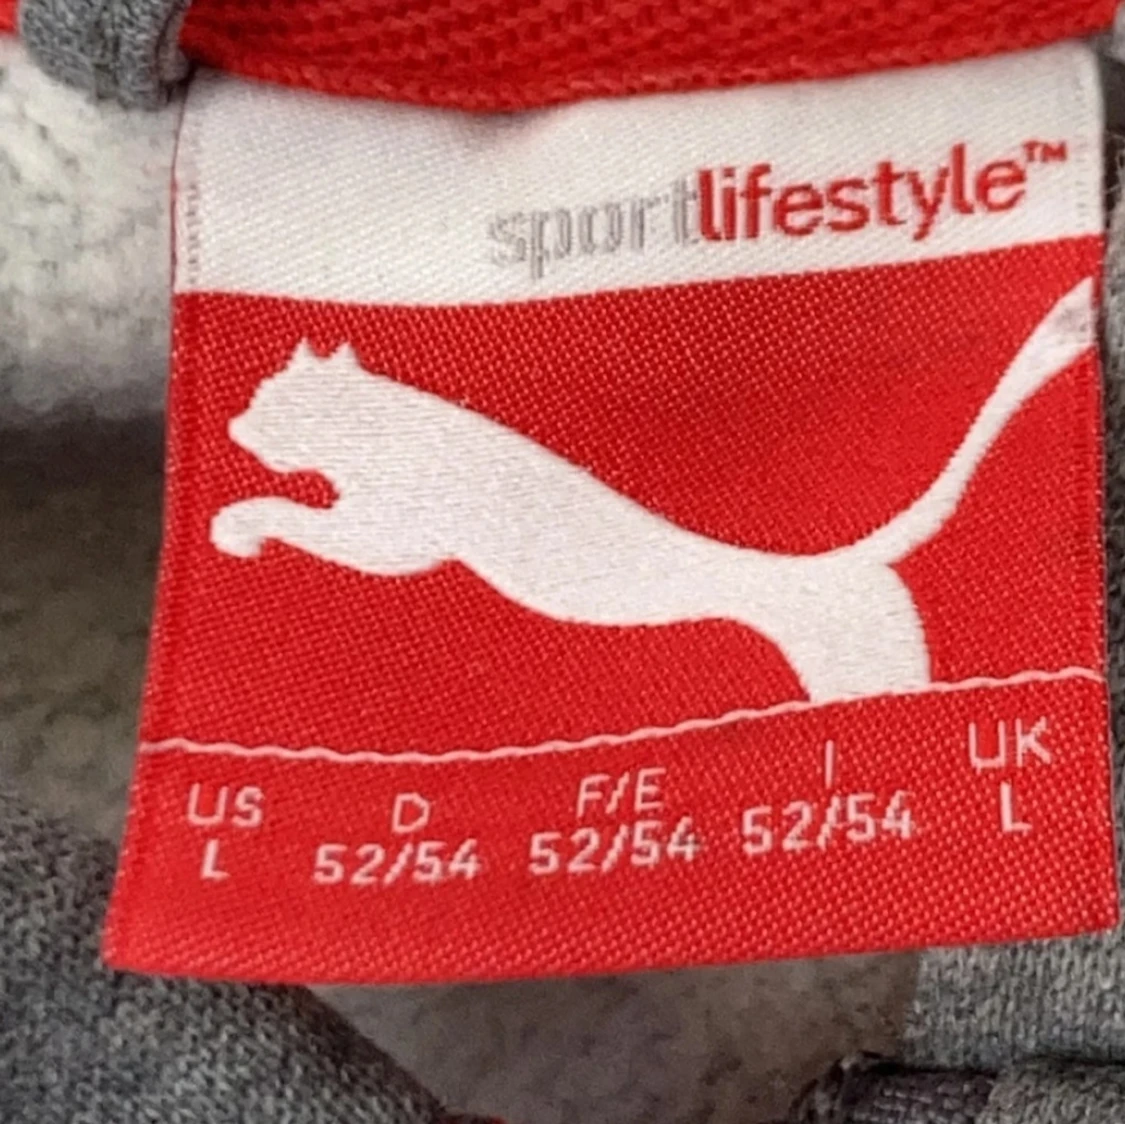 sportlifestyle™
US D F/E I UK
L 52/54 52/54 52/54 L